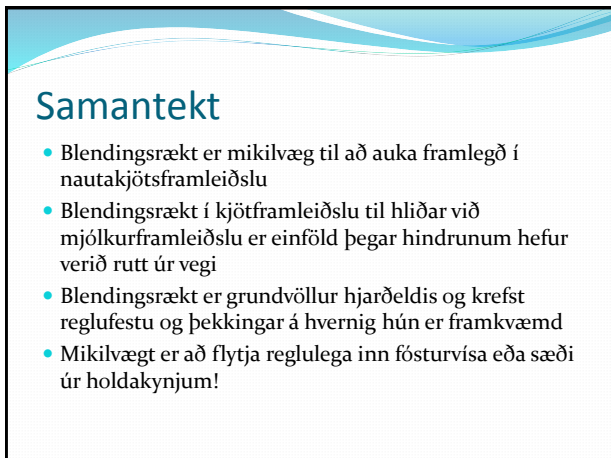 Samantekt
• Blendingsrækt er mikilvæg til að auka framlegð í
nautakjötsframleiðslu
• Blendingsrækt í kjötframleiðslu til hliðar við
mjólkurframleiðslu er einföld þegar hindrunum hefur
verið rutt úr vegi
• Blendingsrækt er grundvöllur hjarðeldis og krefst
reglufestu og þekkingar á hvernig hún er framkvæmd
• Mikilvægt er að flytja reglulega inn fósturvísa eða sæði
úr holdakynjum!